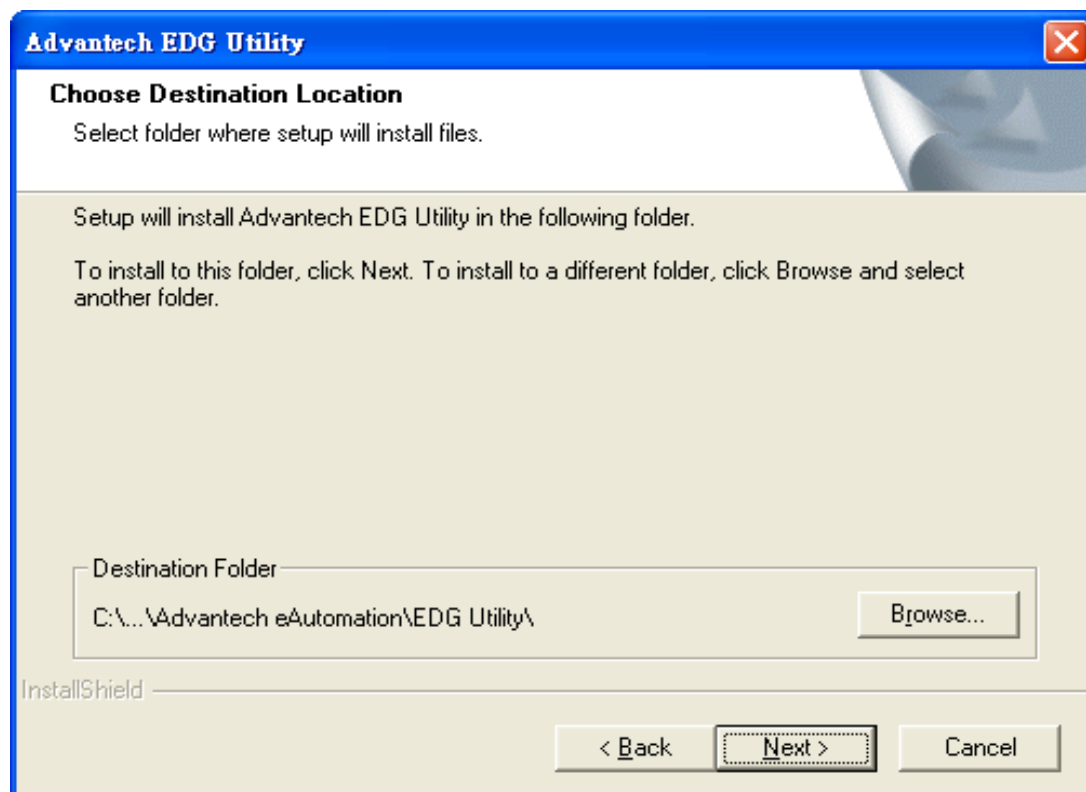 Advantech EDG Utility
Choose Destination Location
Select folder where setup will install files.
Setup will install Advantech EDG Utility in the following folder.
To install to this folder, click Next. To install to a different folder, click Browse and select
another folder.
Destination Folder
C:\...\Advantech eAutomation\EDG Utility\
Browse...
InstallShield
< Back
Next >
Cancel